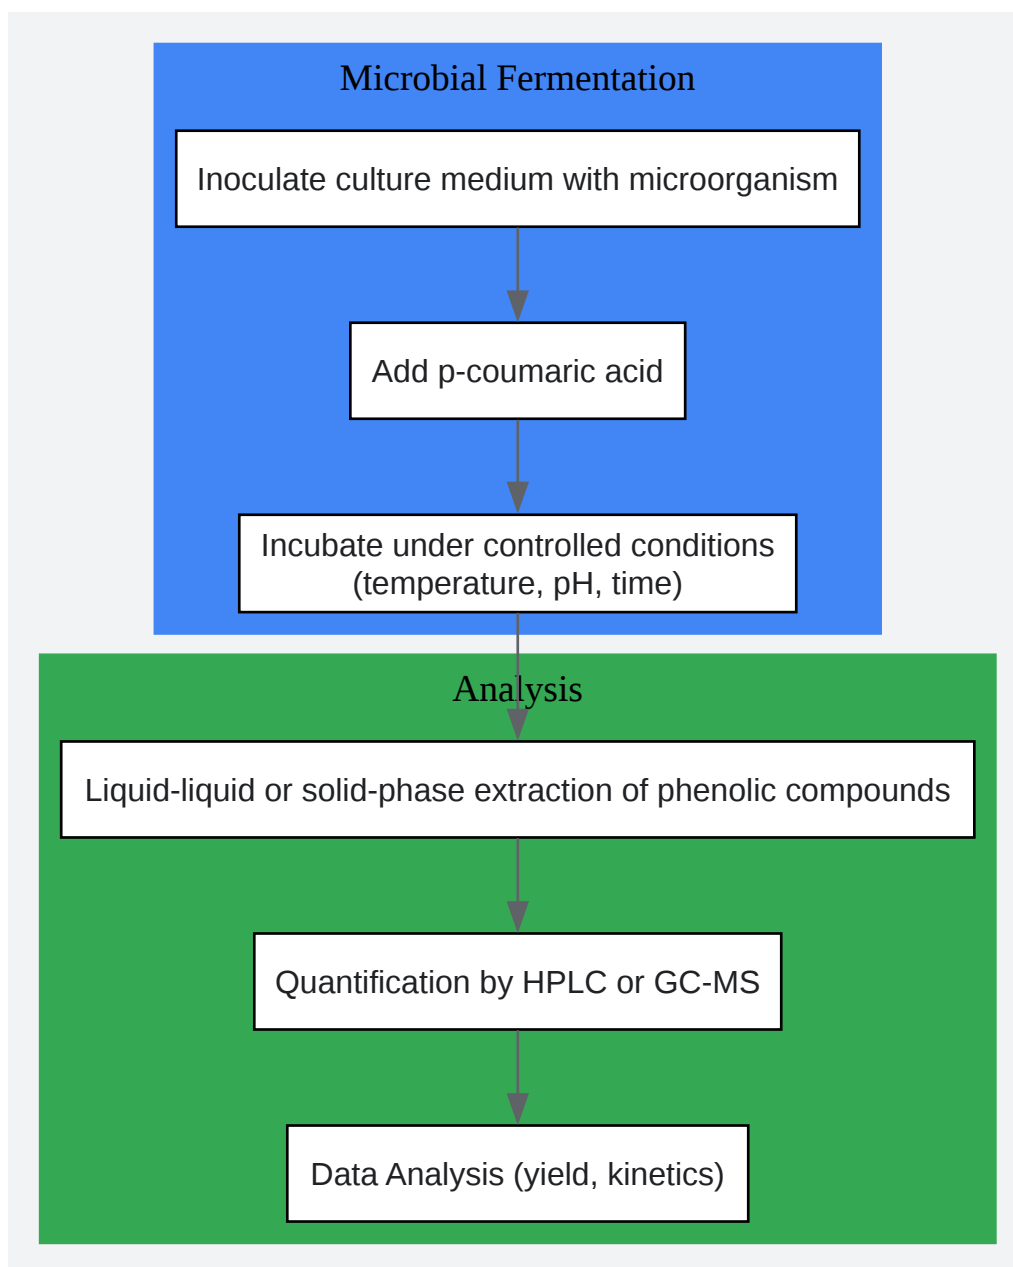 Microbial Fermentation
Inoculate culture medium with microorganism
Add p-coumaric acid
Incubate under controlled conditions
(temperature, pH, time)
Analysis
Liquid-liquid or solid-phase extraction of phenolic compounds
Quantification by HPLC or GC-MS
Data Analysis (yield, kinetics)